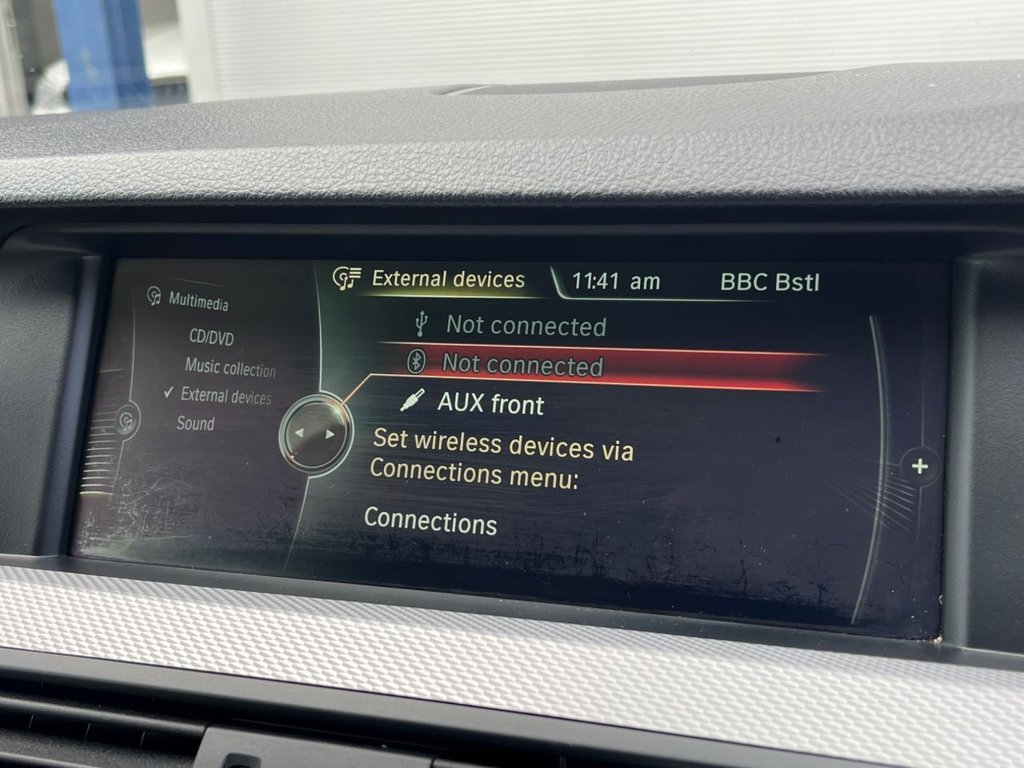 External devices
11:41 am
BBC Bstl
Multimedia
CD/DVD
Music collection
External devices
Sound
Not connected
Not connected
AUX front
Set wireless devices via
Connections menu:
Connections